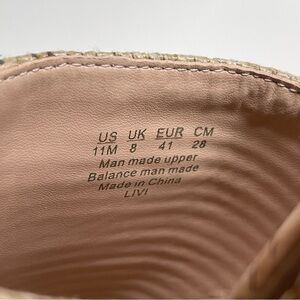 US UK EUR CM
11M 8 41 28
Man made upper
Balance man made
Made in China
LIVI